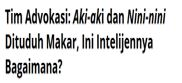 Tim Advokasi: Aki-aki dan Nini-nini
Dituduh Makar, Ini Intelijennya
Bagaimana?